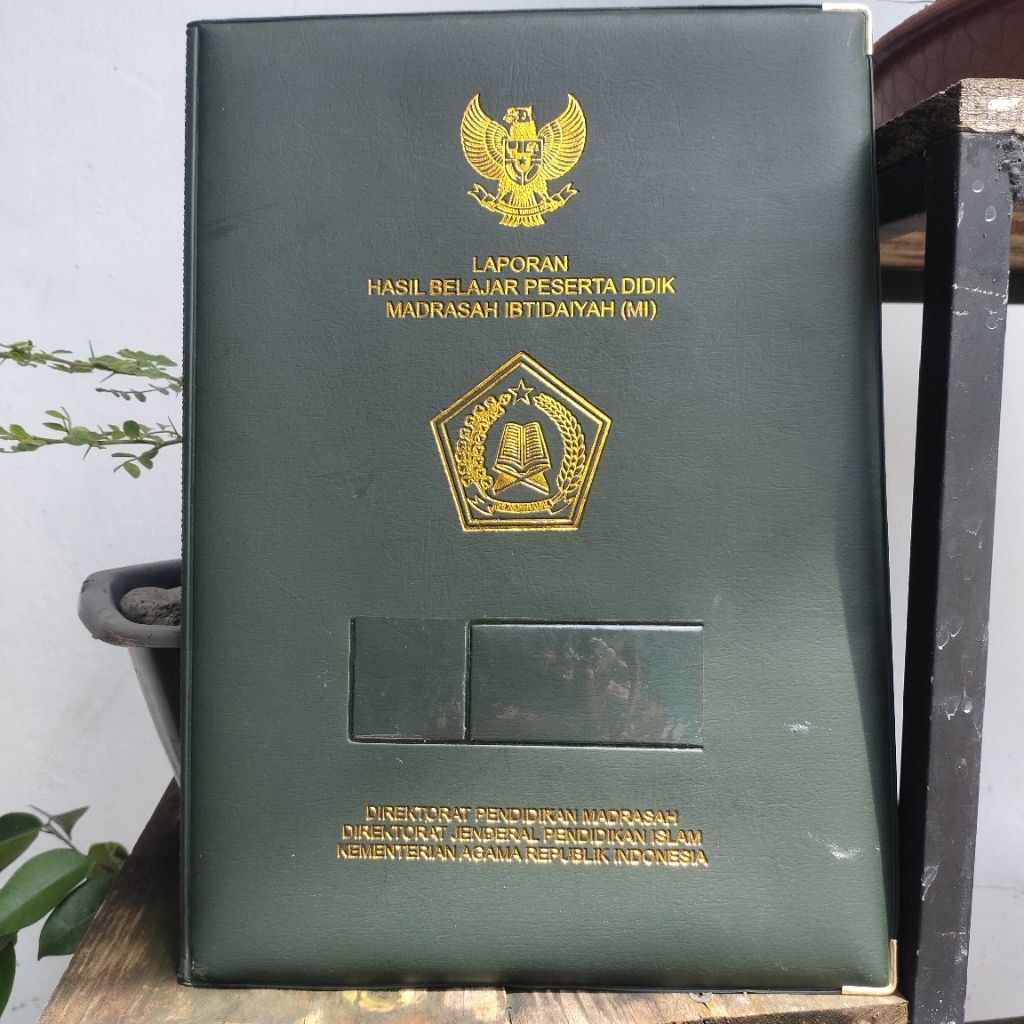 LAPORAN
HASIL BELAJAR PESERTA DIDIK
MADRASAH IBTIDAIYAH (MI)
DIREKTORAT PENDIDIKAN MADRASAH
DIREKTORAT JENDERAL PENDIDIKAN ISLAM
KEMENTERIAN AGAMA REPUBLIK INDONESIA